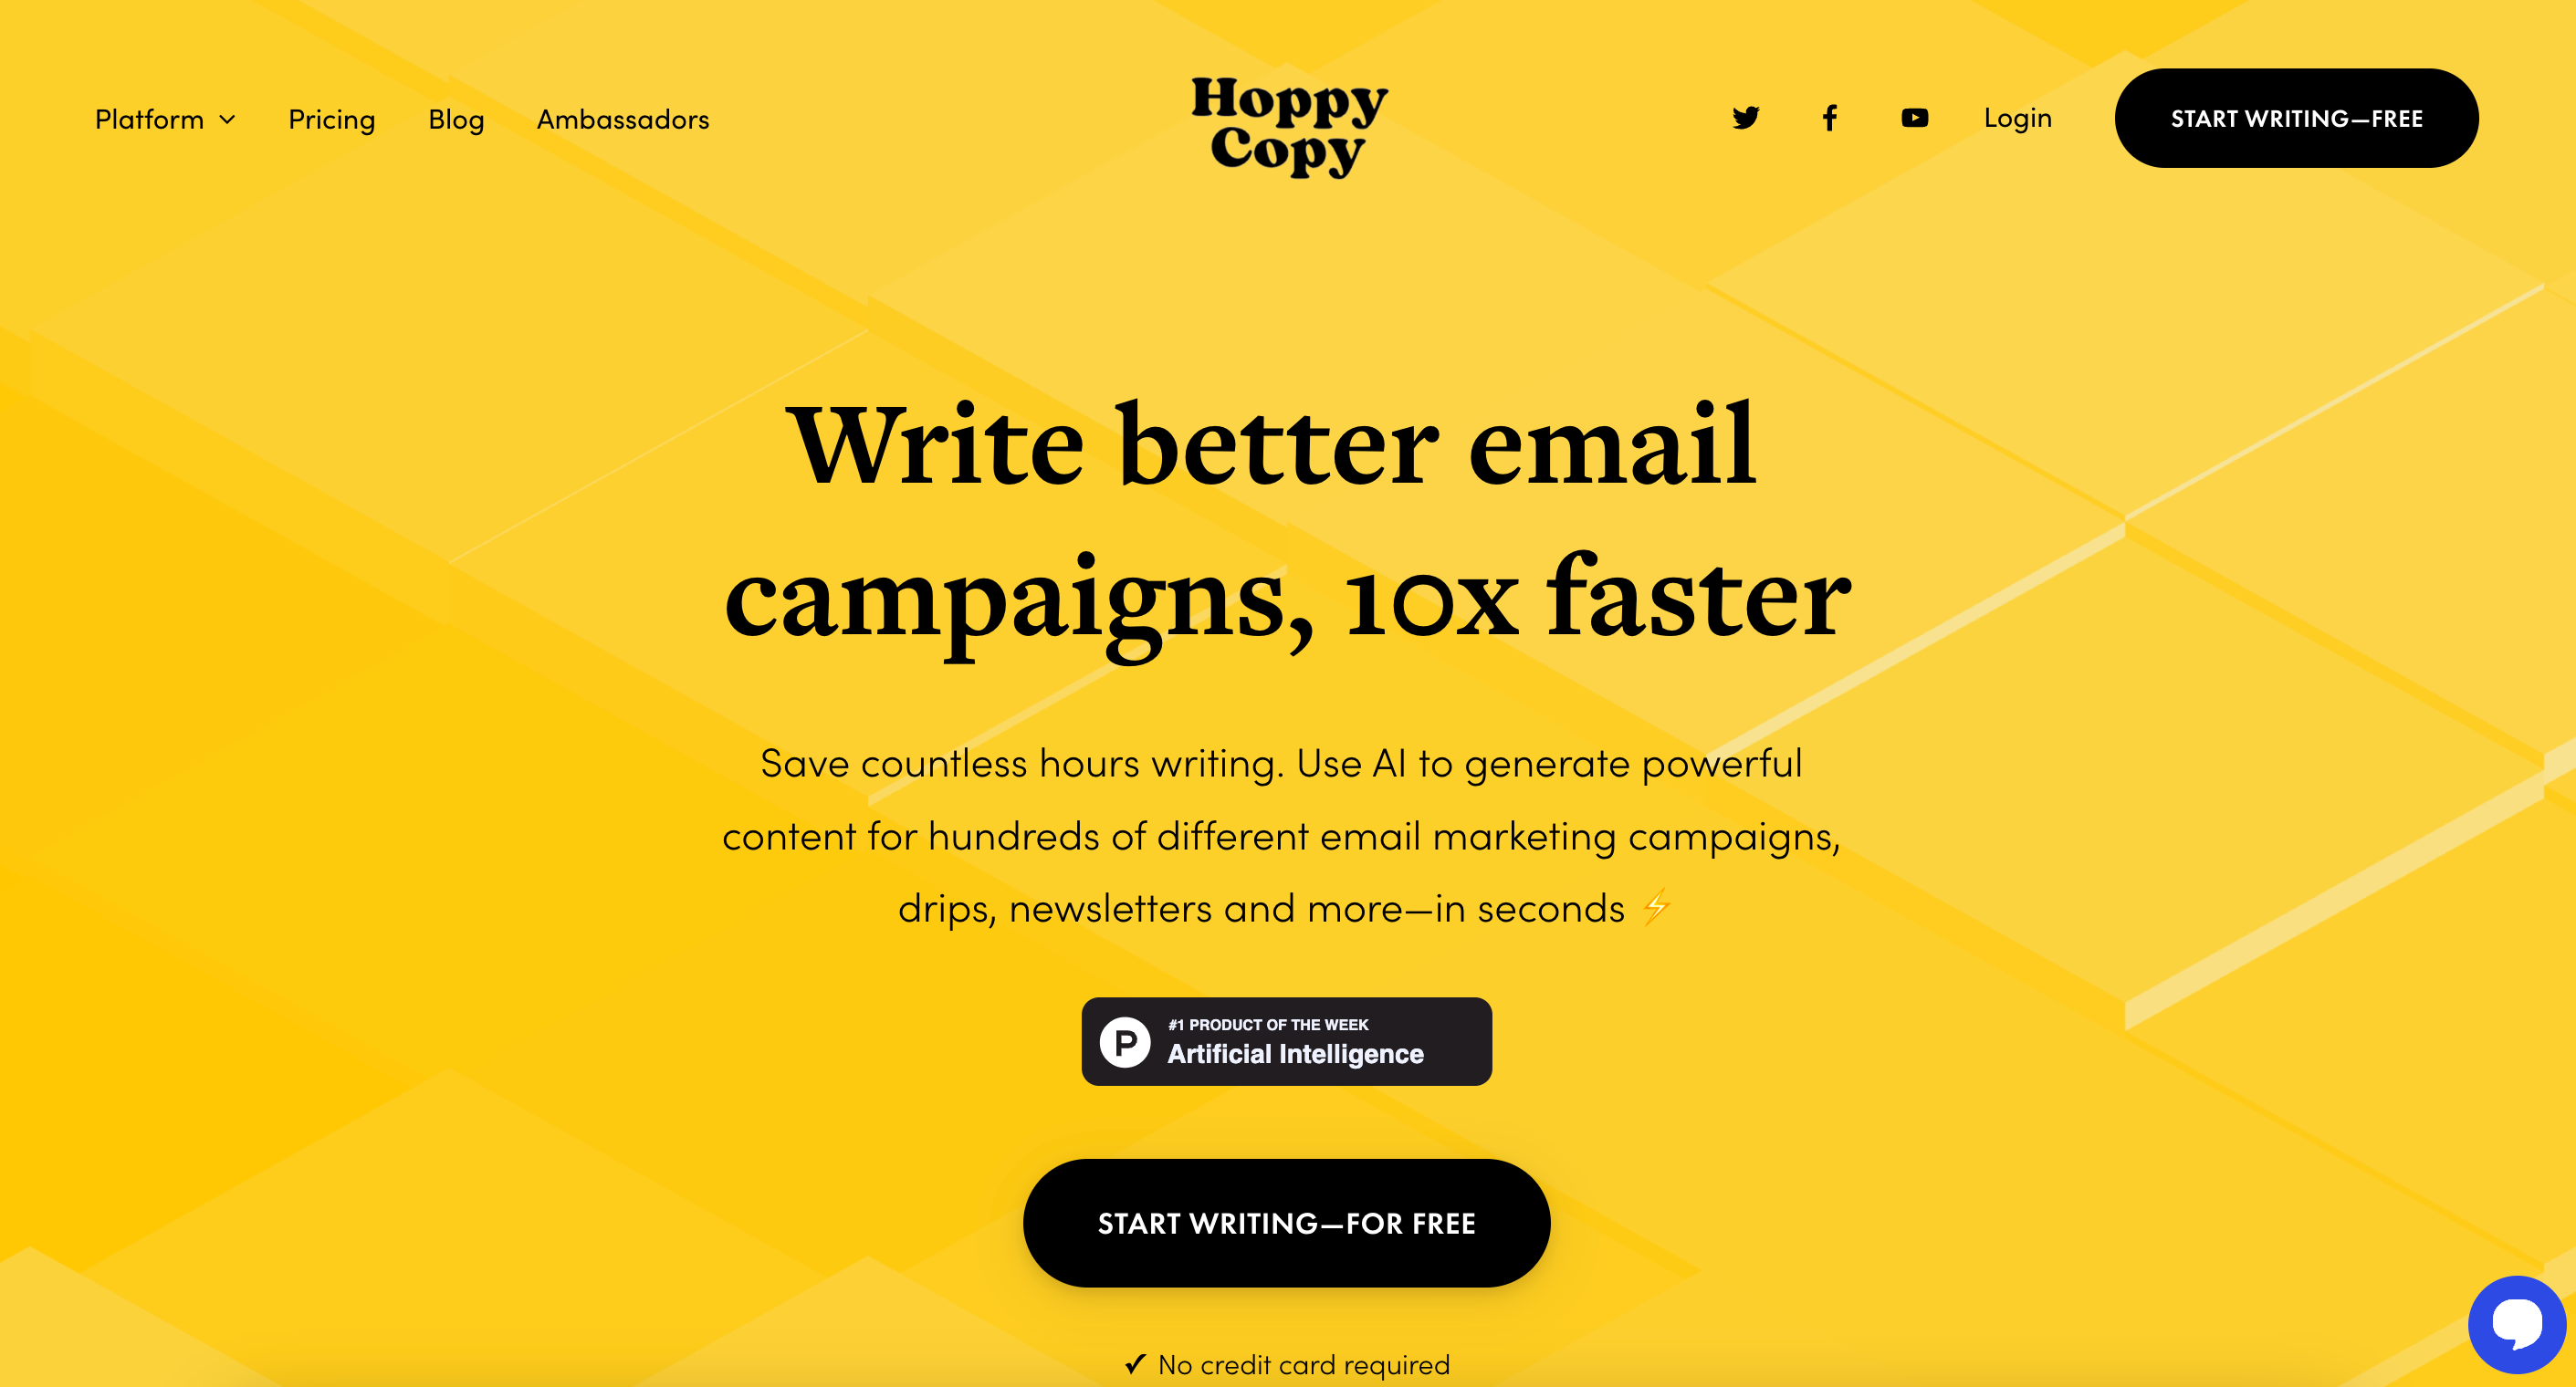 Platform
Pricing
Blog
Ambassadors
Hoppy
Copy
Login
START WRITING—FREE
Write better email
campaigns, 10x faster
Save countless hours writing. Use AI to generate powerful
content for hundreds of different email marketing campaigns,
drips, newsletters and more—in seconds ⚡
P
#1 PRODUCT OF THE WEEK
Artificial Intelligence
START WRITING—FOR FREE
✓ No credit card required